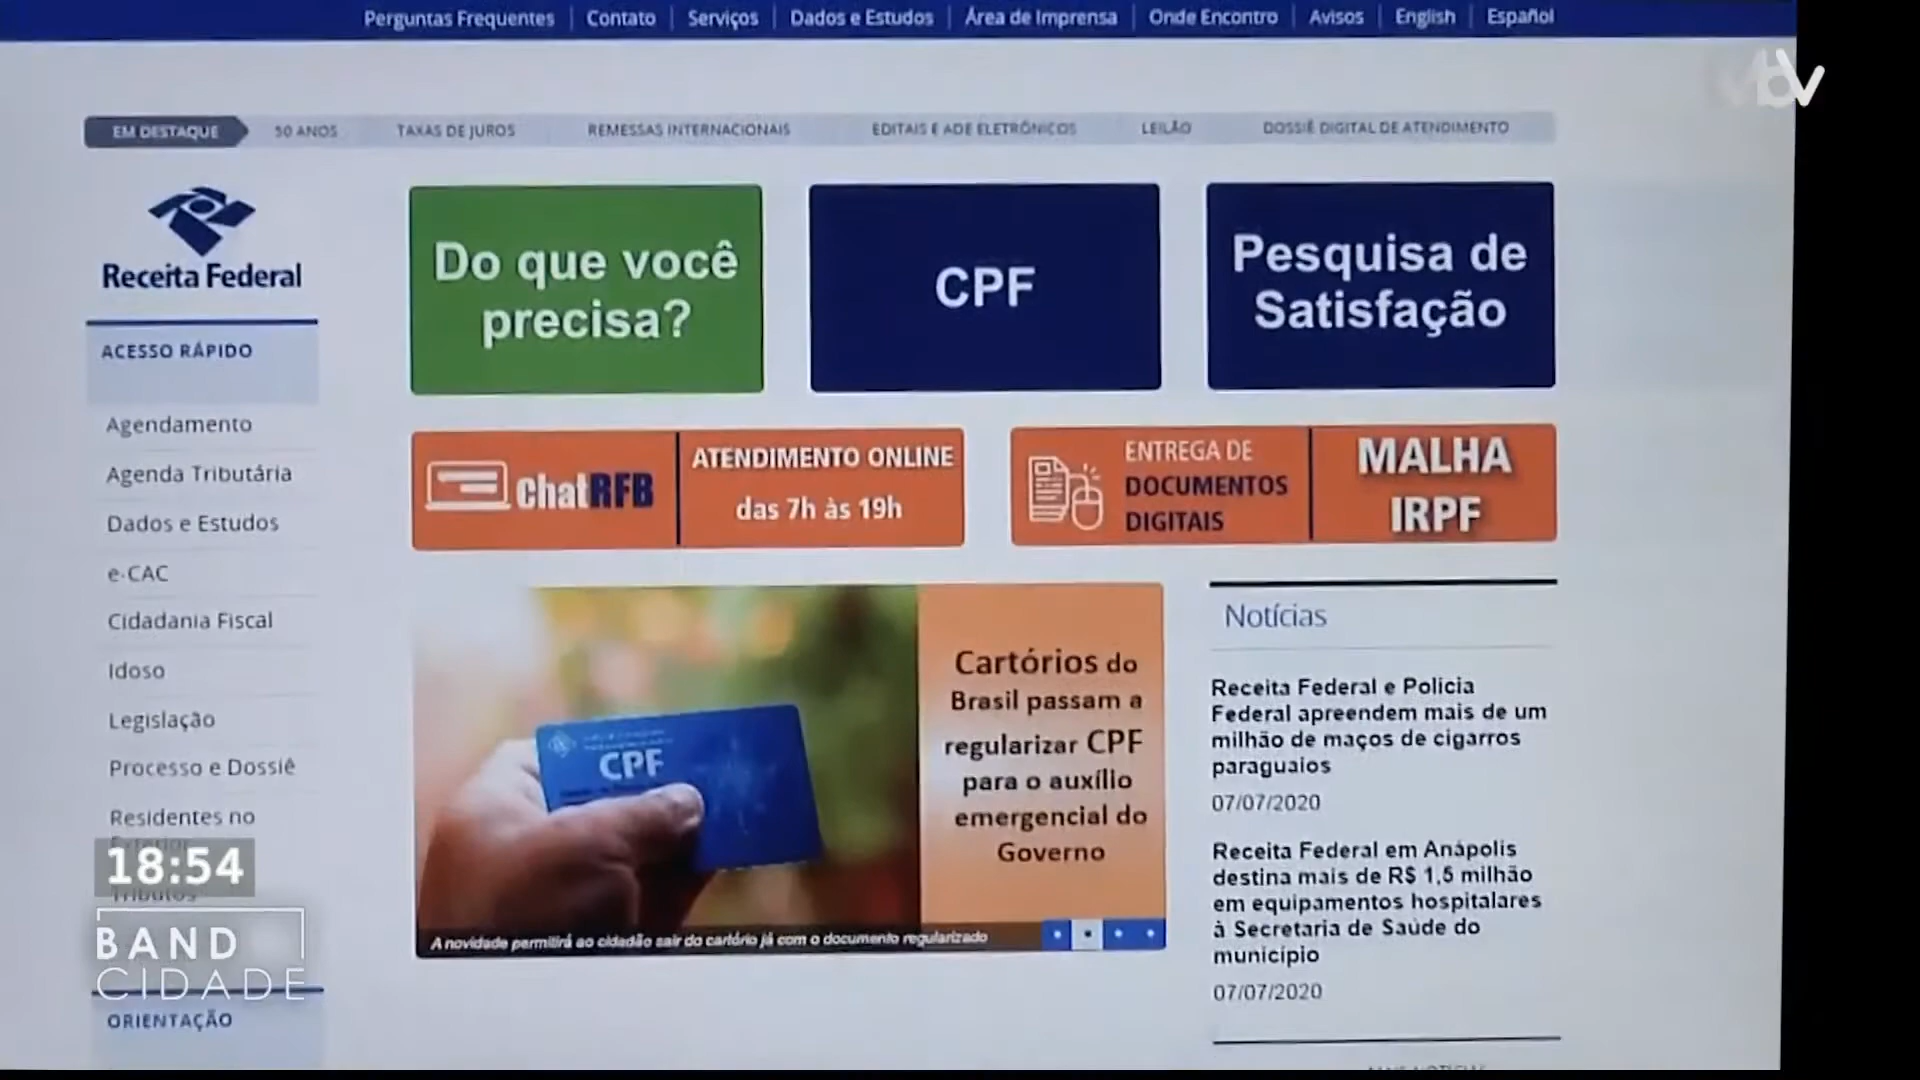 Perguntas Frequentes
Contato
Serviços
Dados e Estudos
Área de Imprensa
Onde Encontro
Avisos
English
Español
EM DESTAQUE
50 ANOS
TAXAS DE JUROS
REMESSAS INTERNACIONAIS
EDITAIS E ADE ELETRÔNICOS
LEILÃO
DOSSIÊ DIGITAL DE ATENDIMENTO
Receita Federal
ACESSO RÁPIDO
Agendamento
Agenda Tributária
Dados e Estudos
e-CAC
Cidadania Fiscal
Idoso
Legislação
Processo e Dossiê
Residentes no
Exterior
Tributos
ORIENTAÇÃO
Do que você
precisa?
CPF
Pesquisa de
Satisfação
chatRFB
ATENDIMENTO ONLINE
das 7h às 19h
ENTREGA DE
DOCUMENTOS
DIGITAIS
MALHA
IRPF
CPF
Cartórios do
Brasil passam a
regularizar CPF
para o auxílio
emergencial do
Governo
A novidade permitirá ao cidadão sair do cartório já com o documento regularizado
Notícias
Receita Federal e Polícia
Federal apreendem mais de um
milhão de maços de cigarros
paraguaios
07/07/2020
Receita Federal em Anápolis
destina mais de R$ 1,5 milhão
em equipamentos hospitalares
à Secretaria de Saúde do
município
07/07/2020
18:54
BAND
CIDADE